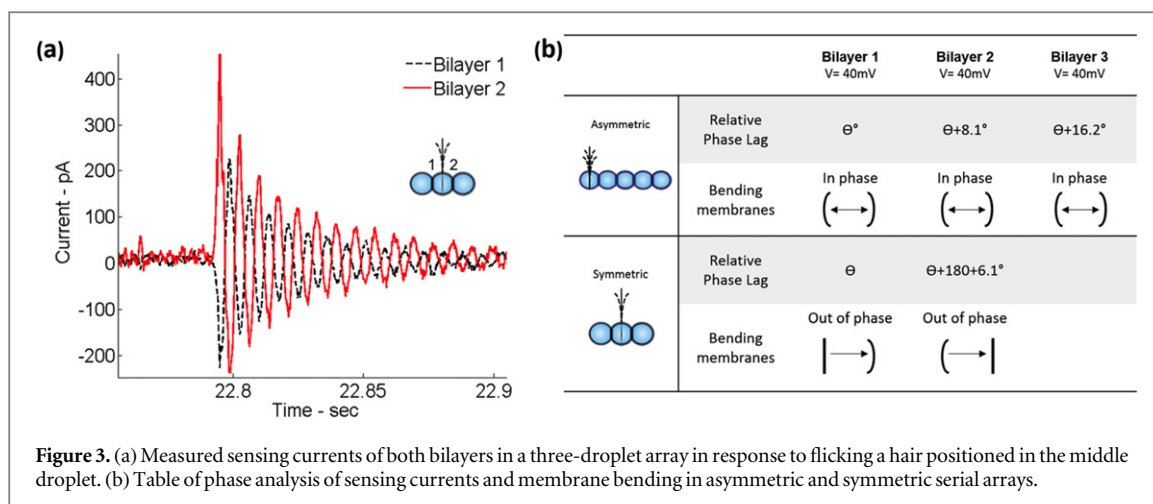 (a)
Bilayer 1
Bilayer 2
1 2
400
300
200
100
0
-100
-200
Current - pA
22.8 22.85 22.9
Time - sec
(b)
Bilayer 1 Bilayer 2 Bilayer 3
V= 40mV V= 40mV V= 40mV
Asymmetric
Relative
Phase Lag
ϴ° ϴ+8.1° ϴ+16.2°
Bending
membranes
In phase In phase In phase
Symmetric
Relative
Phase Lag
ϴ ϴ+180+6.1°
Bending
membranes
Out of phase Out of phase
Figure 3. (a) Measured sensing currents of both bilayers in a three-droplet array in response to flicking a hair positioned in the middle
droplet. (b) Table of phase analysis of sensing currents and membrane bending in asymmetric and symmetric serial arrays.